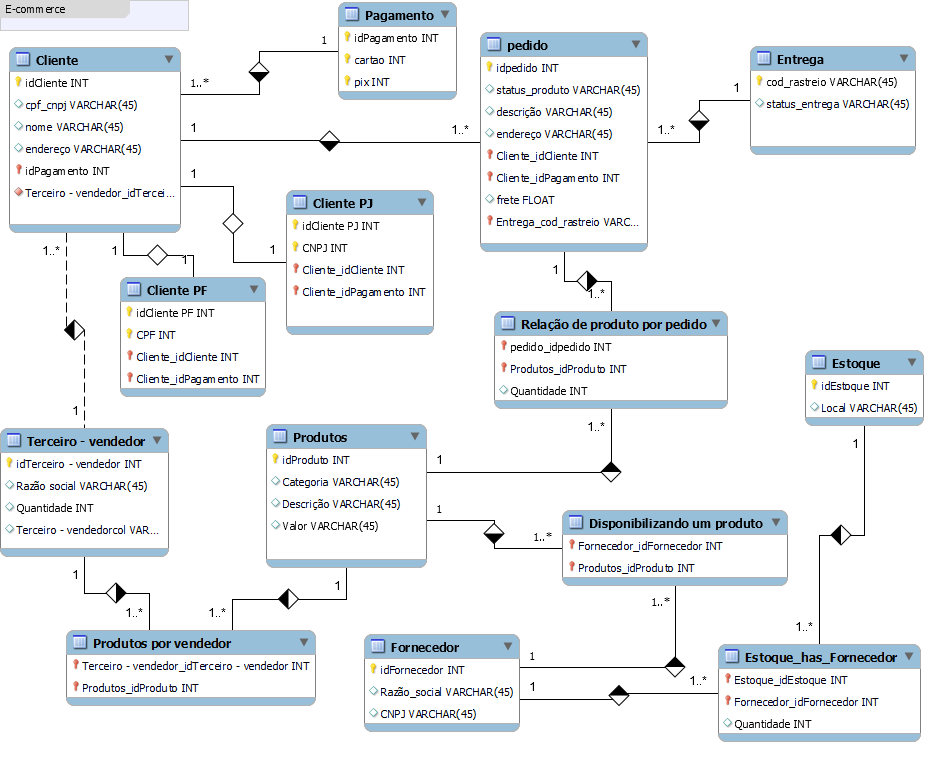 E-commerce
Pagamento
idPagamento INT
cartao INT
pix INT
Cliente
idCliente INT
cpf_cnpj VARCHAR(45)
nome VARCHAR(45)
endereço VARCHAR(45)
idPagamento INT
Terceiro - vendedor_idTercei...
pedido
idpedido INT
status_produto VARCHAR(45)
descrição VARCHAR(45)
endereço VARCHAR(45)
Cliente_idCliente INT
Cliente_idPagamento INT
frete FLOAT
Entrega_cod_rastreio VARC...
Entrega
cod_rastreio VARCHAR(45)
status_entrega VARCHAR(45)
1
1..*
1
1..*
1..*
1
1
1
Cliente PJ
idCliente PJ INT
CNPJ INT
Cliente_idCliente INT
Cliente_idPagamento INT
1..*
1
1
Cliente PF
idCliente PF INT
CPF INT
Cliente_idCliente INT
Cliente_idPagamento INT
1
1
1..*
Relação de produto por pedido
pedido_idpedido INT
Produtos_idProduto INT
Quantidade INT
Estoque
idEstoque INT
Local VARCHAR(45)
Terceiro - vendedor
idTerceiro - vendedor INT
Razão social VARCHAR(45)
Quantidade INT
Terceiro - vendedorcol VAR...
Produtos
idProduto INT
Categoria VARCHAR(45)
Descrição VARCHAR(45)
Valor VARCHAR(45)
1..*
1
1
1..*
1
Disponibilizando um produto
Fornecedor_idFornecedor INT
Produtos_idProduto INT
1
1..*
1
1..*
Produtos por vendedor
Terceiro - vendedor_idTerceiro - vendedor INT
Produtos_idProduto INT
Fornecedor
idFornecedor INT
Razão_social VARCHAR(45)
CNPJ VARCHAR(45)
1..*
1
1
1..*
1..*
Estoque_has_Fornecedor
Estoque_idEstoque INT
Fornecedor_idFornecedor INT
Quantidade INT